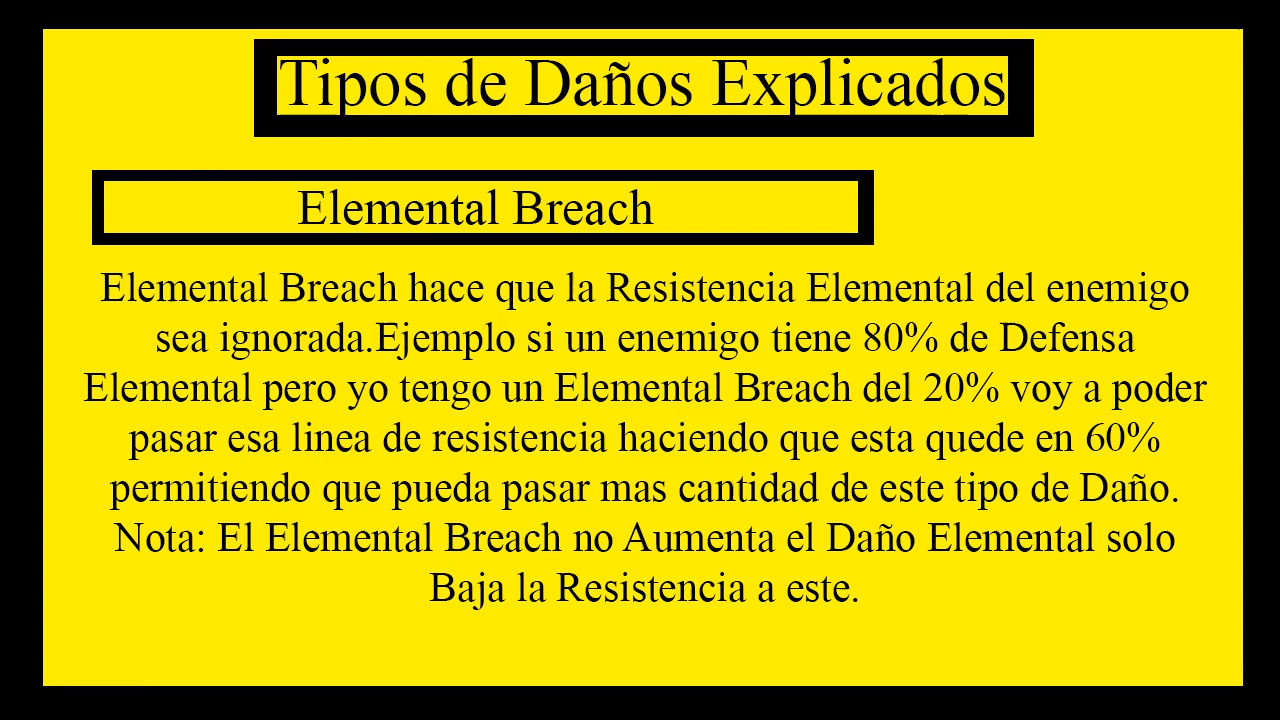 Tipos de Daños Explicados
Elemental Breach
Elemental Breach hace que la Resistencia Elemental del enemigo
sea ignorada.Ejemplo si un enemigo tiene 80% de Defensa
Elemental pero yo tengo un Elemental Breach del 20% voy a poder
pasar esa linea de resistencia haciendo que esta quede en 60%
permitiendo que pueda pasar mas cantidad de este tipo de Daño.
Nota: El Elemental Breach no Aumenta el Daño Elemental solo
Baja la Resistencia a este.